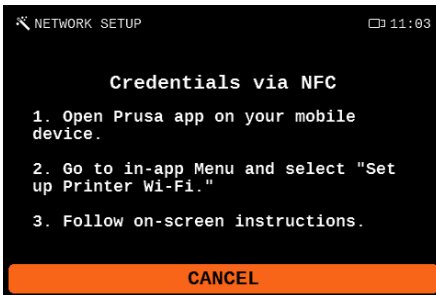 NETWORK SETUP
11:03
Credentials via NFC
1. Open Prusa app on your mobile
device.
2. Go to in-app Menu and select "Set
up Printer Wi-Fi."
3. Follow on-screen instructions.
CANCEL